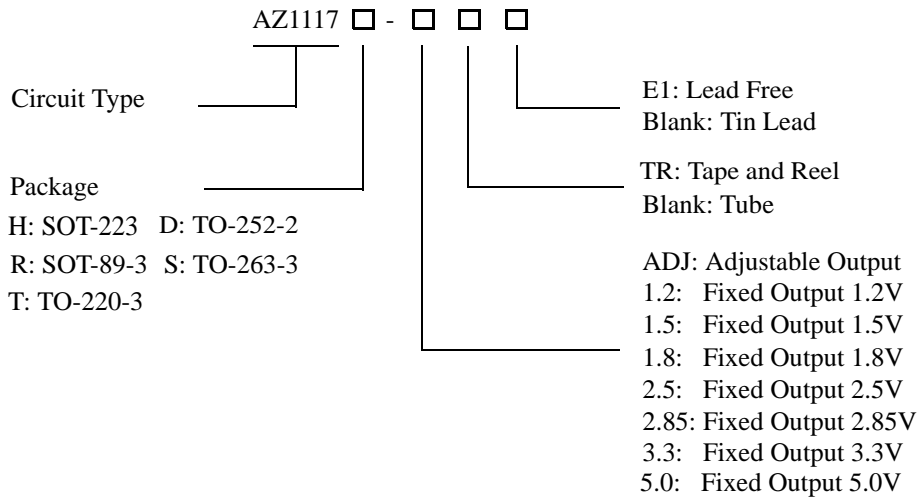 AZ1117 -
Circuit Type
Package
H: SOT-223 D: TO-252-2
R: SOT-89-3 S: TO-263-3
T: TO-220-3
E1: Lead Free
Blank: Tin Lead
TR: Tape and Reel
Blank: Tube
ADJ: Adjustable Output
1.2: Fixed Output 1.2V
1.5: Fixed Output 1.5V
1.8: Fixed Output 1.8V
2.5: Fixed Output 2.5V
2.85: Fixed Output 2.85V
3.3: Fixed Output 3.3V
5.0: Fixed Output 5.0V